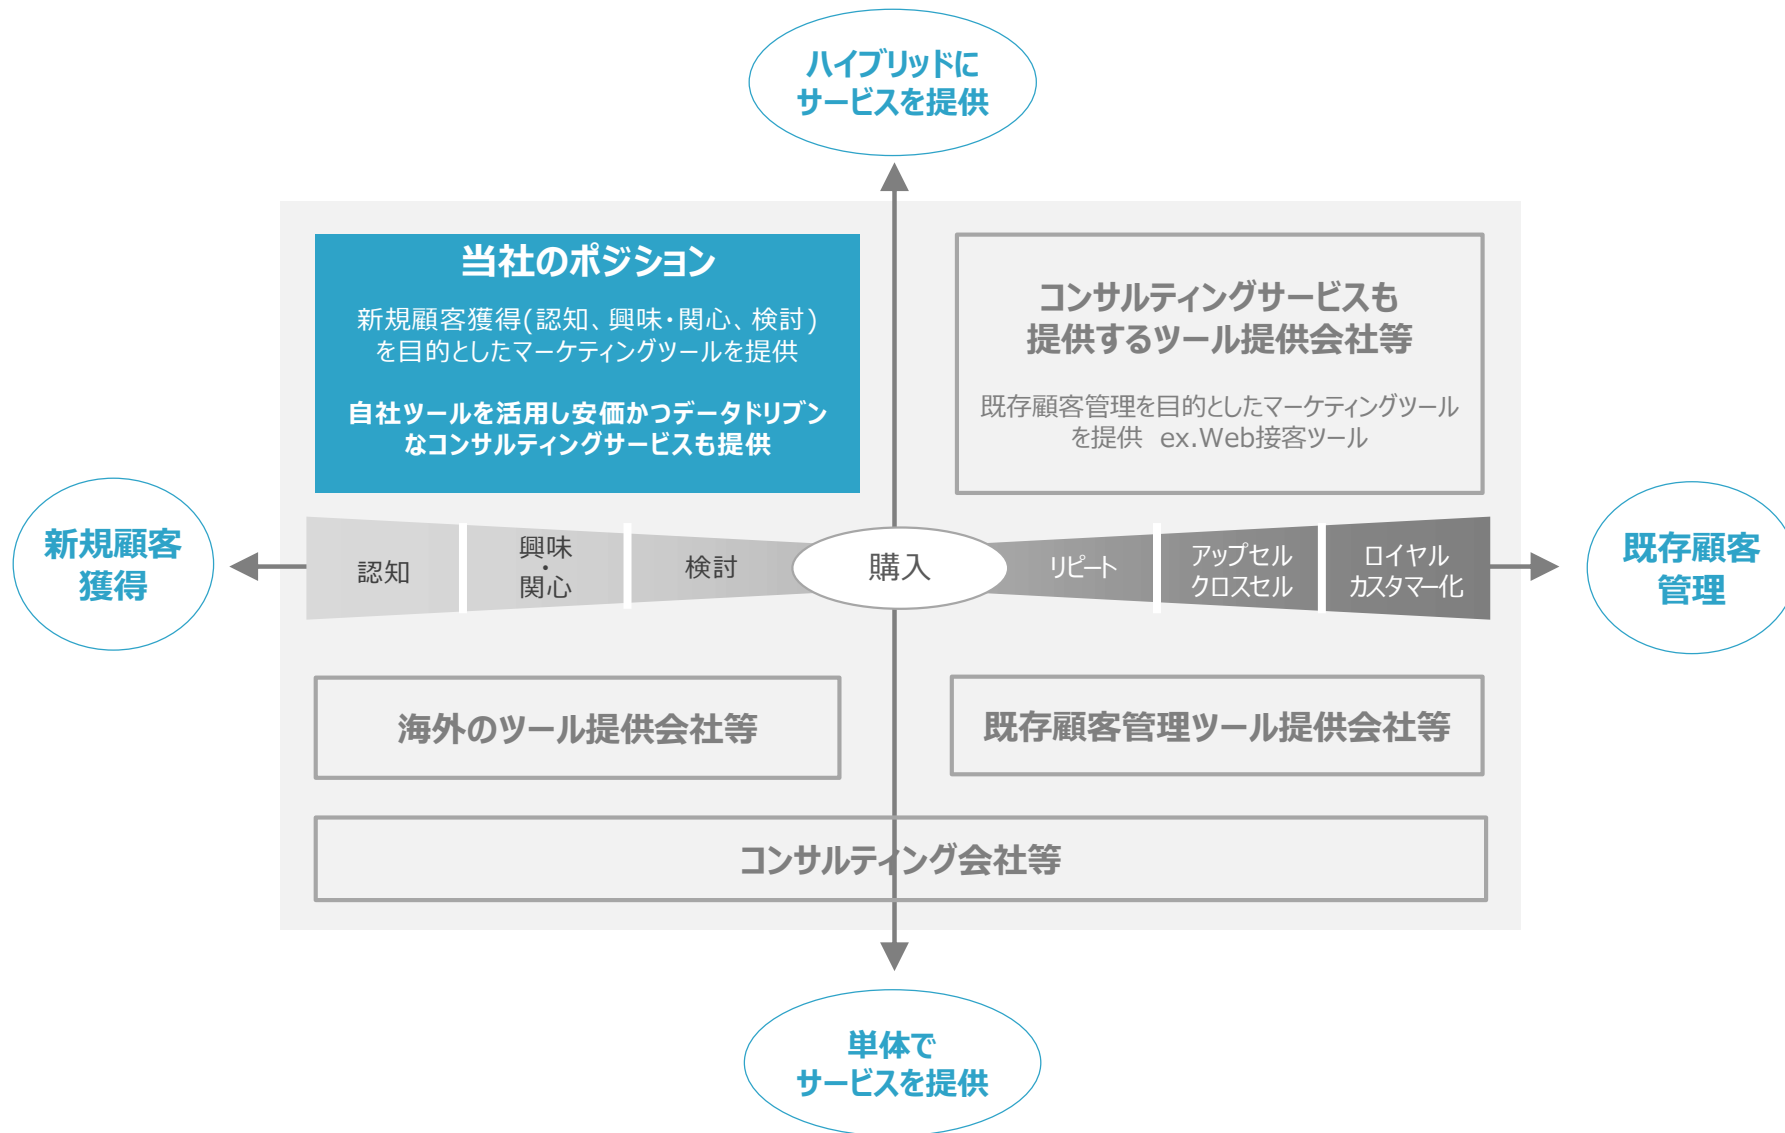 ハイブリッドに
サービスを提供
当社のポジション
新規顧客獲得(認知、興味・関心、検討)
を目的としたマーケティングツールを提供
自社ツールを活用し安価かつデータドリブン
なコンサルティングサービスも提供
コンサルティングサービスも
提供するツール提供会社等
既存顧客管理を目的としたマーケティングツール
を提供 ex.Web接客ツール
新規顧客
獲得
認知
興味
・
関心
検討
購入
リピート
アップセル
クロスセル
ロイヤル
カスタマー化
既存顧客
管理
海外のツール提供会社等
既存顧客管理ツール提供会社等
コンサルティング会社等
単体で
サービスを提供